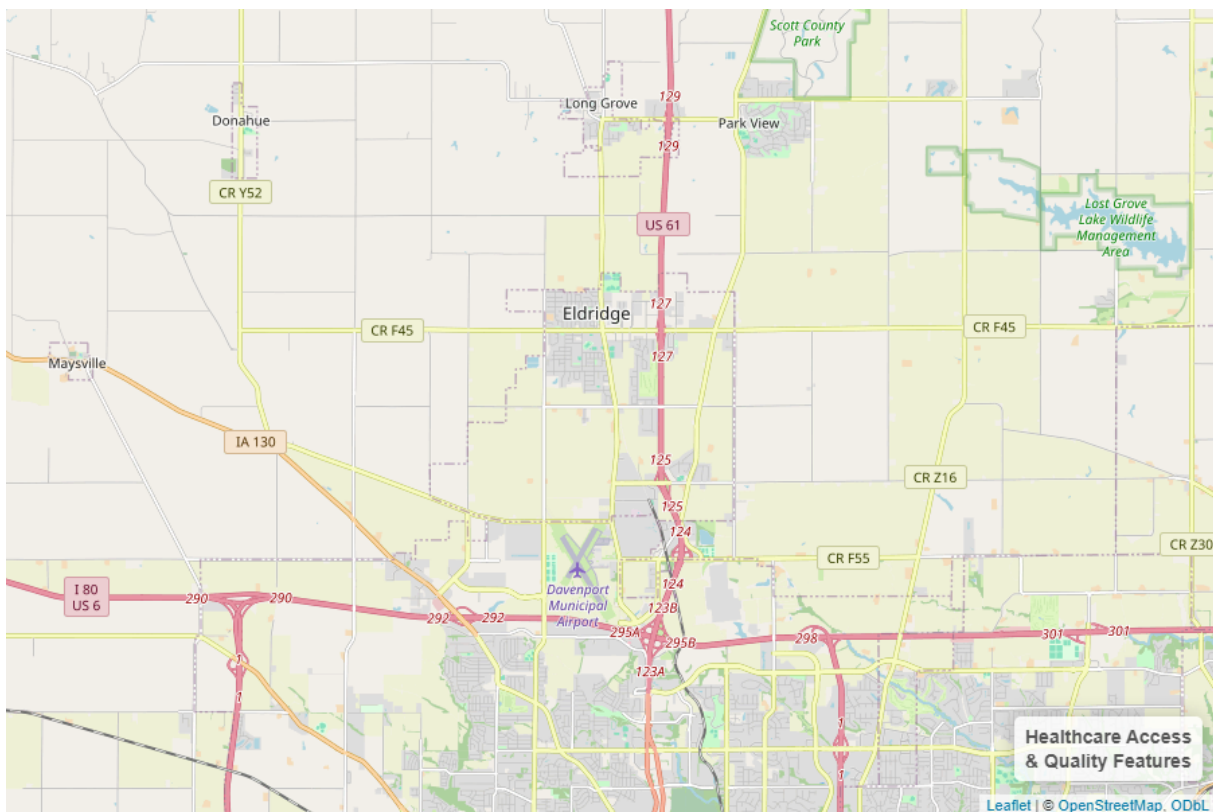 Scott County
Park
129
Long Grove
Donahue
Park View
129
CR Y52
US 61
Lost Grove
Lake Wildlife
Management
Area
127
Eldridge
CR F45
CR F45
127
Maysville
IA 130
125
CR Z16
125
124
CR Z30
CR F55
I 80
US 6
290
290
Davenport
Municipal
Airport
124
123B
292
292
295A
295B
298
301
301
1
123A
1
1
1
Healthcare Access
& Quality Features
Leaflet | © OpenStreetMap, ODbL